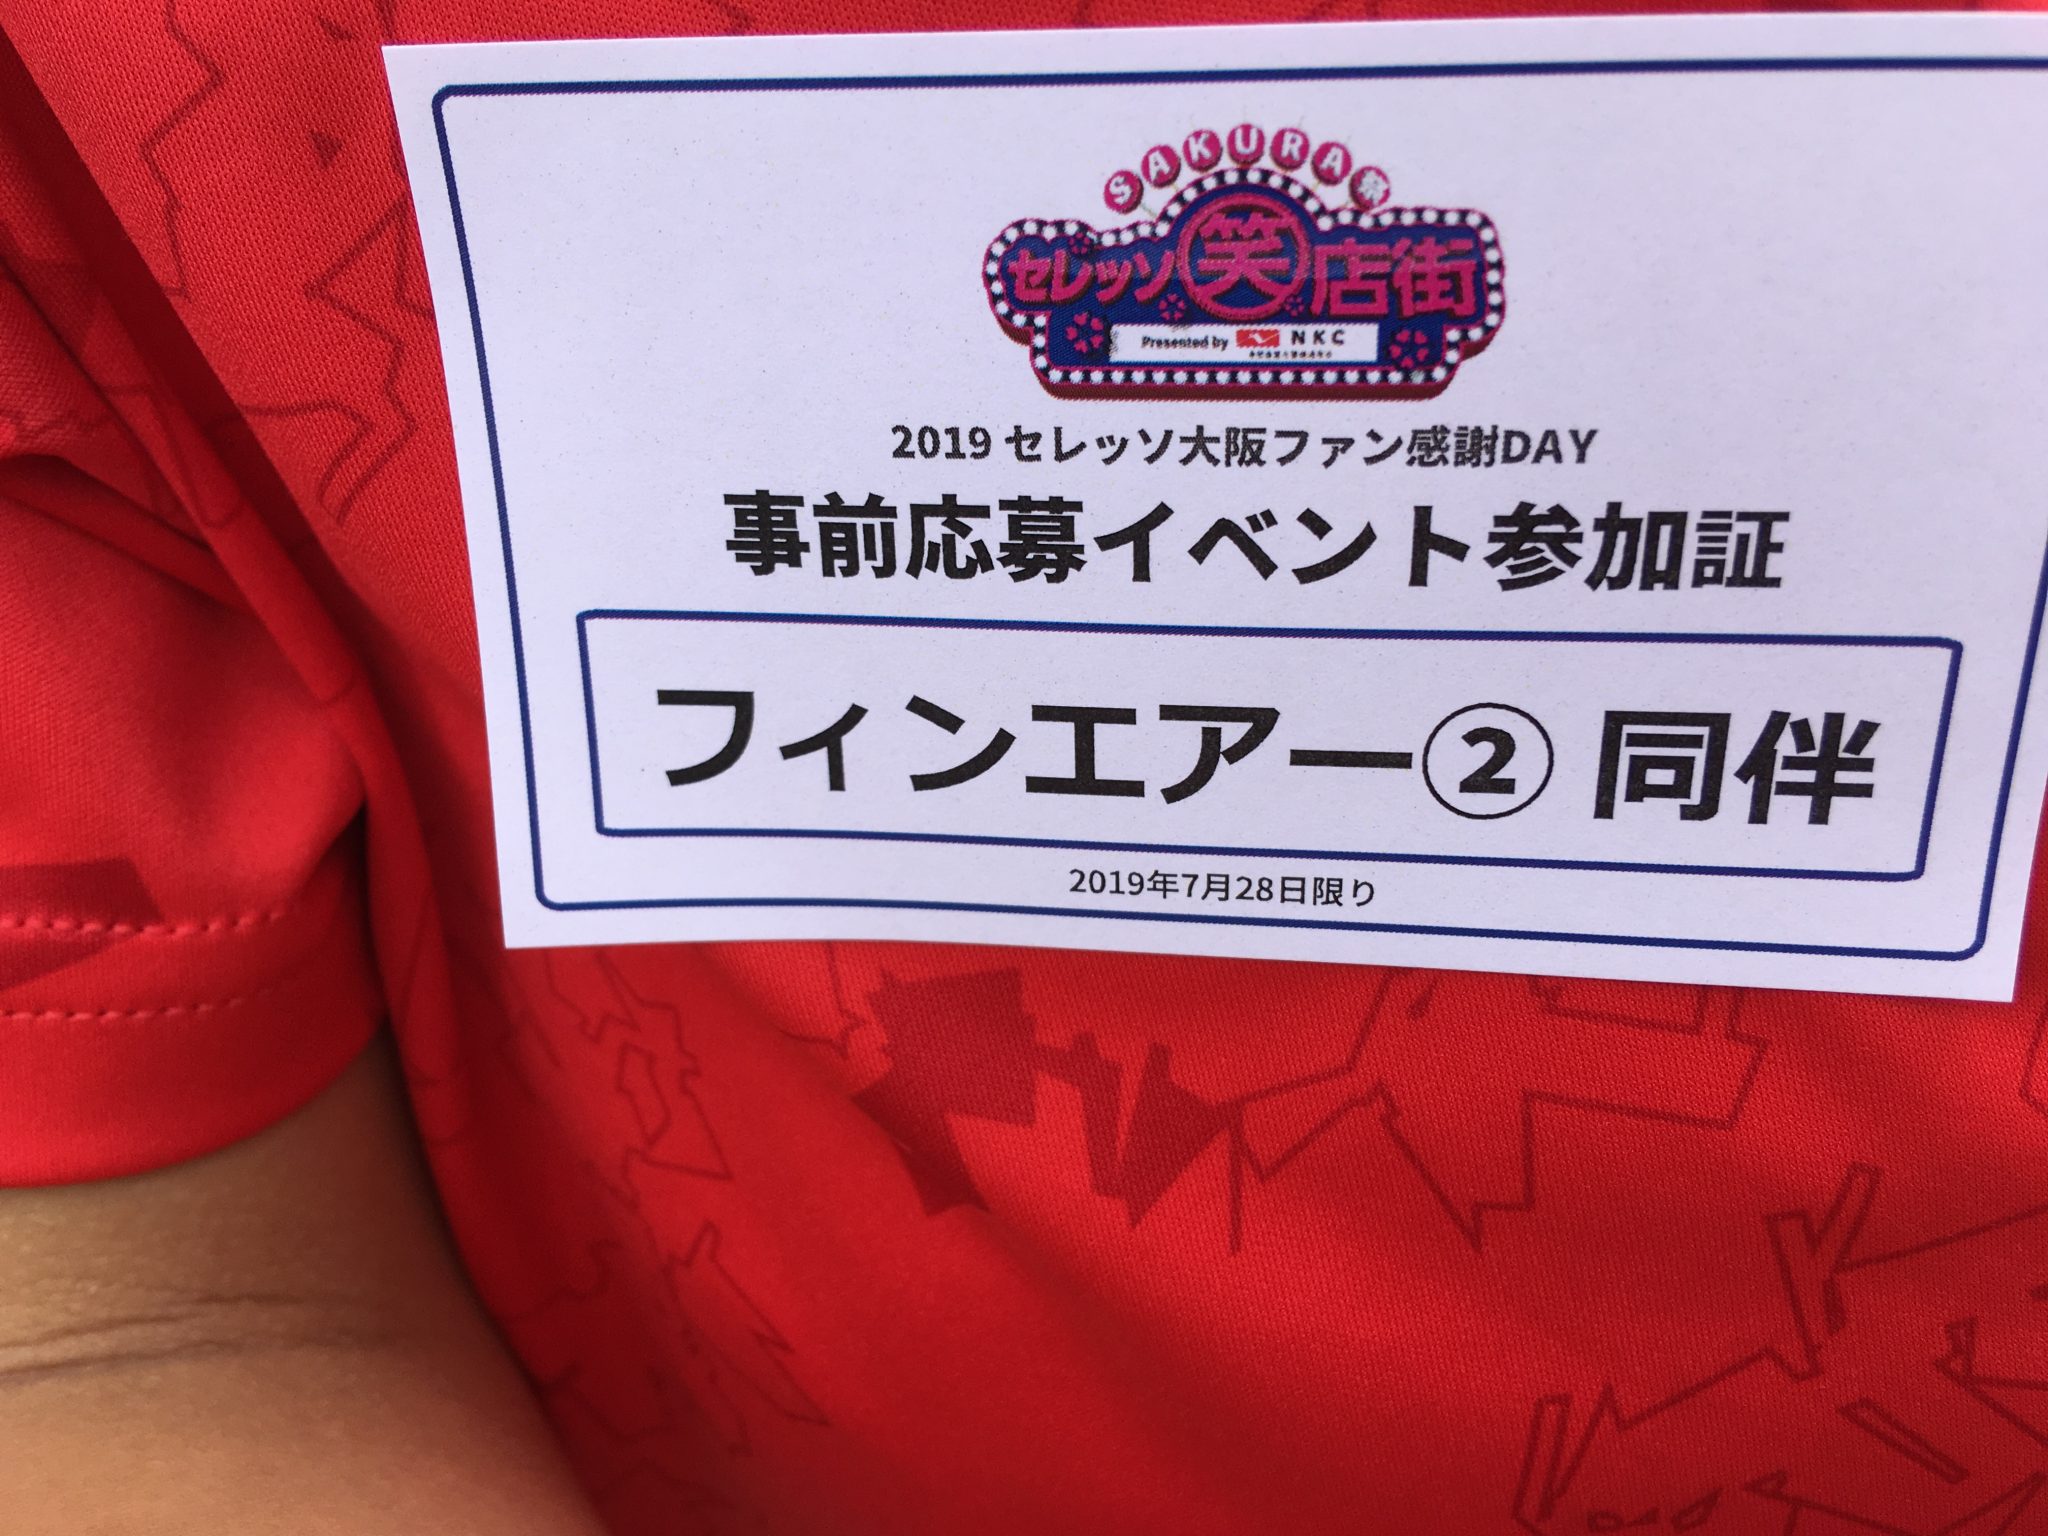 SAKURA祭
セレッソ笑店街
Presented by NKC
2019 セレッソ大阪ファン感謝DAY
事前応募イベント参加証
フィンエアー② 同伴
2019年7月28日限り